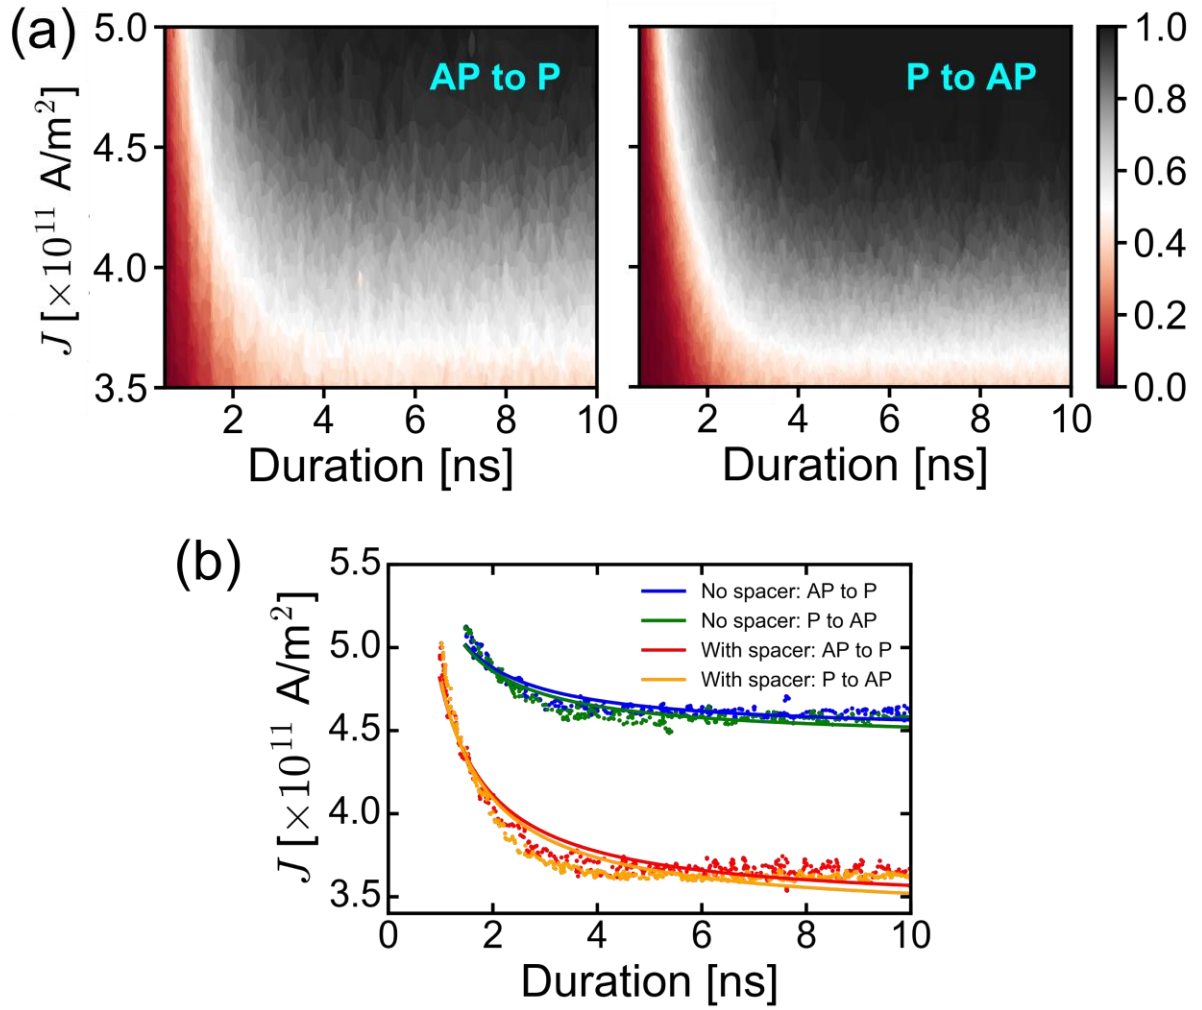 (a)
AP to P
P to AP
J [×10^11 A/m^2]
5.0
4.5
4.0
3.5
2 4 6 8 10
2 4 6 8 10
Duration [ns]
Duration [ns]
1.0
0.8
0.6
0.4
0.2
0.0
(b)
J [×10^11 A/m^2]
5.5
5.0
4.5
4.0
3.5
No spacer: AP to P
No spacer: P to AP
With spacer: AP to P
With spacer: P to AP
0 2 4 6 8 10
Duration [ns]